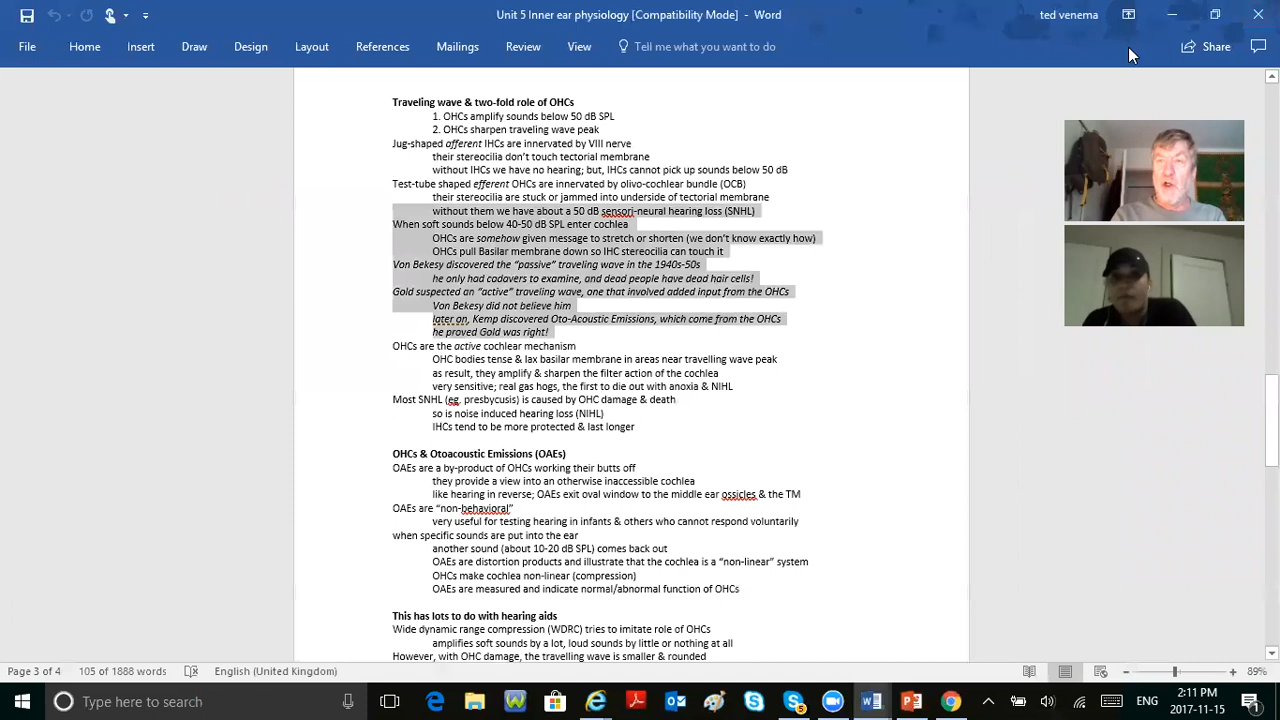 Unit 5 Inner ear physiology [Compatibility Mode] - Word
ted venema
File Home Insert Draw Design Layout References Mailings Review View Tell me what you want to do Share
Traveling wave & two-fold role of OHCs
1. OHCs amplify sounds below 50 dB SPL
2. OHCs sharpen traveling wave peak
Jug-shaped afferent IHCs are innervated by VIII nerve
their stereocilia don't touch tectorial membrane
without IHCs we have no hearing; but, IHCs cannot pick up sounds below 50 dB
Test-tube shaped efferent OHCs are innervated by olivo-cochlear bundle (OCB)
their stereocilia are stuck or jammed into underside of tectorial membrane
without them we have about a 50 dB sensori-neural hearing loss (SNHL)
When soft sounds below 40-50 dB SPL enter cochlea
OHCs are somehow given message to stretch or shorten (we don't know exactly how)
OHCs pull Basilar membrane down so IHC stereocilia can touch it
Von Bekesy discovered the "passive" traveling wave in the 1940s-50s
he only had cadavers to examine, and dead people have dead hair cells!
Gold suspected an "active" traveling wave, one that involved added input from the OHCs
Von Bekesy did not believe him
later on, Kemp discovered Oto-Acoustic Emissions, which come from the OHCs
he proved Gold was right!
OHCs are the active cochlear mechanism
OHC bodies tense & lax basilar membrane in areas near travelling wave peak
as result, they amplify & sharpen the filter action of the cochlea
very sensitive; real gas hogs, the first to die out with anoxia & NIHL
Most SNHL (eg. presbycusis) is caused by OHC damage & death
so is noise induced hearing loss (NIHL)
IHCs tend to be more protected & last longer
OHCs & Otoacoustic Emissions (OAEs)
OAEs are a by-product of OHCs working their butts off
they provide a view into an otherwise inaccessible cochlea
like hearing in reverse; OAEs exit oval window to the middle ear ossicles & the TM
OAEs are "non-behavioral"
very useful for testing hearing in infants & others who cannot respond voluntarily
when specific sounds are put into the ear
another sound (about 10-20 dB SPL) comes back out
OAEs are distortion products and illustrate that the cochlea is a "non-linear" system
OHCs make cochlea non-linear (compression)
OAEs are measured and indicate normal/abnormal function of OHCs
This has lots to do with hearing aids
Wide dynamic range compression (WDRC) tries to imitate role of OHCs
amplifies soft sounds by a lot, loud sounds by little or nothing at all
However, with OHC damage, the travelling wave is smaller & rounded
Page 3 of 4 105 of 1888 words English (United Kingdom) 89%
Type here to search
ENG
2:11 PM
2017-11-15